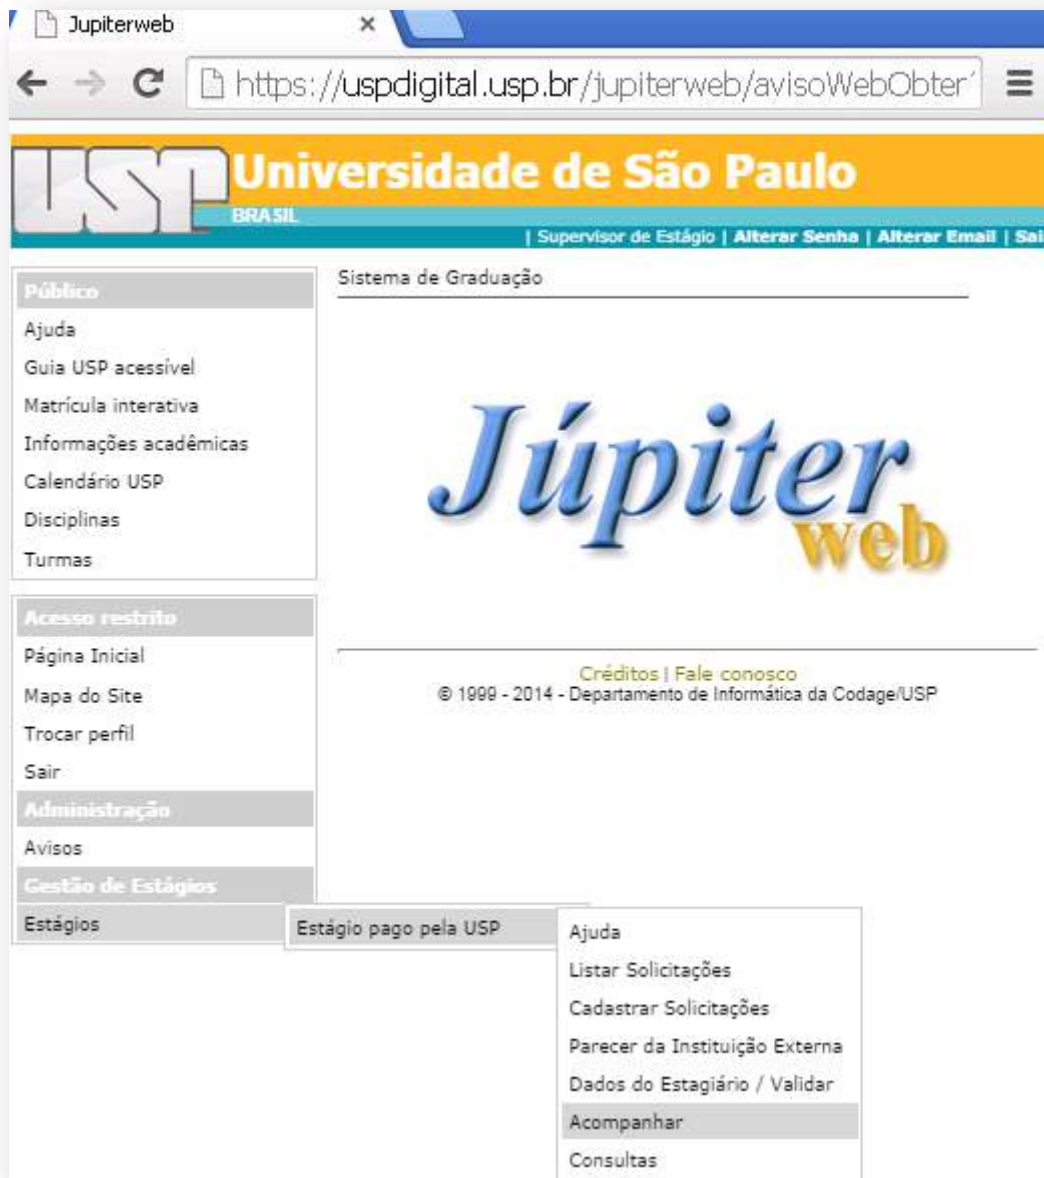 Jupiterweb
https://uspdigital.usp.br/jupiterweb/avisoWebObter
USP
Universidade de São Paulo
BRASIL
| Supervisor de Estágio | Alterar Senha | Alterar Email | Sai
Público
Ajuda
Guia USP acessível
Matrícula interativa
Informações acadêmicas
Calendário USP
Disciplinas
Turmas
Acesso restrito
Página Inicial
Mapa do Site
Trocar perfil
Sair
Administração
Avisos
Gestão de Estágios
Estágios
Estágio pago pela USP
Ajuda
Listar Solicitações
Cadastrar Solicitações
Parecer da Instituição Externa
Dados do Estagiário / Validar
Acompanhar
Consultas
Sistema de Graduação
Júpiter
web
Créditos | Fale conosco
© 1999 - 2014 - Departamento de Informática da Codage/USP